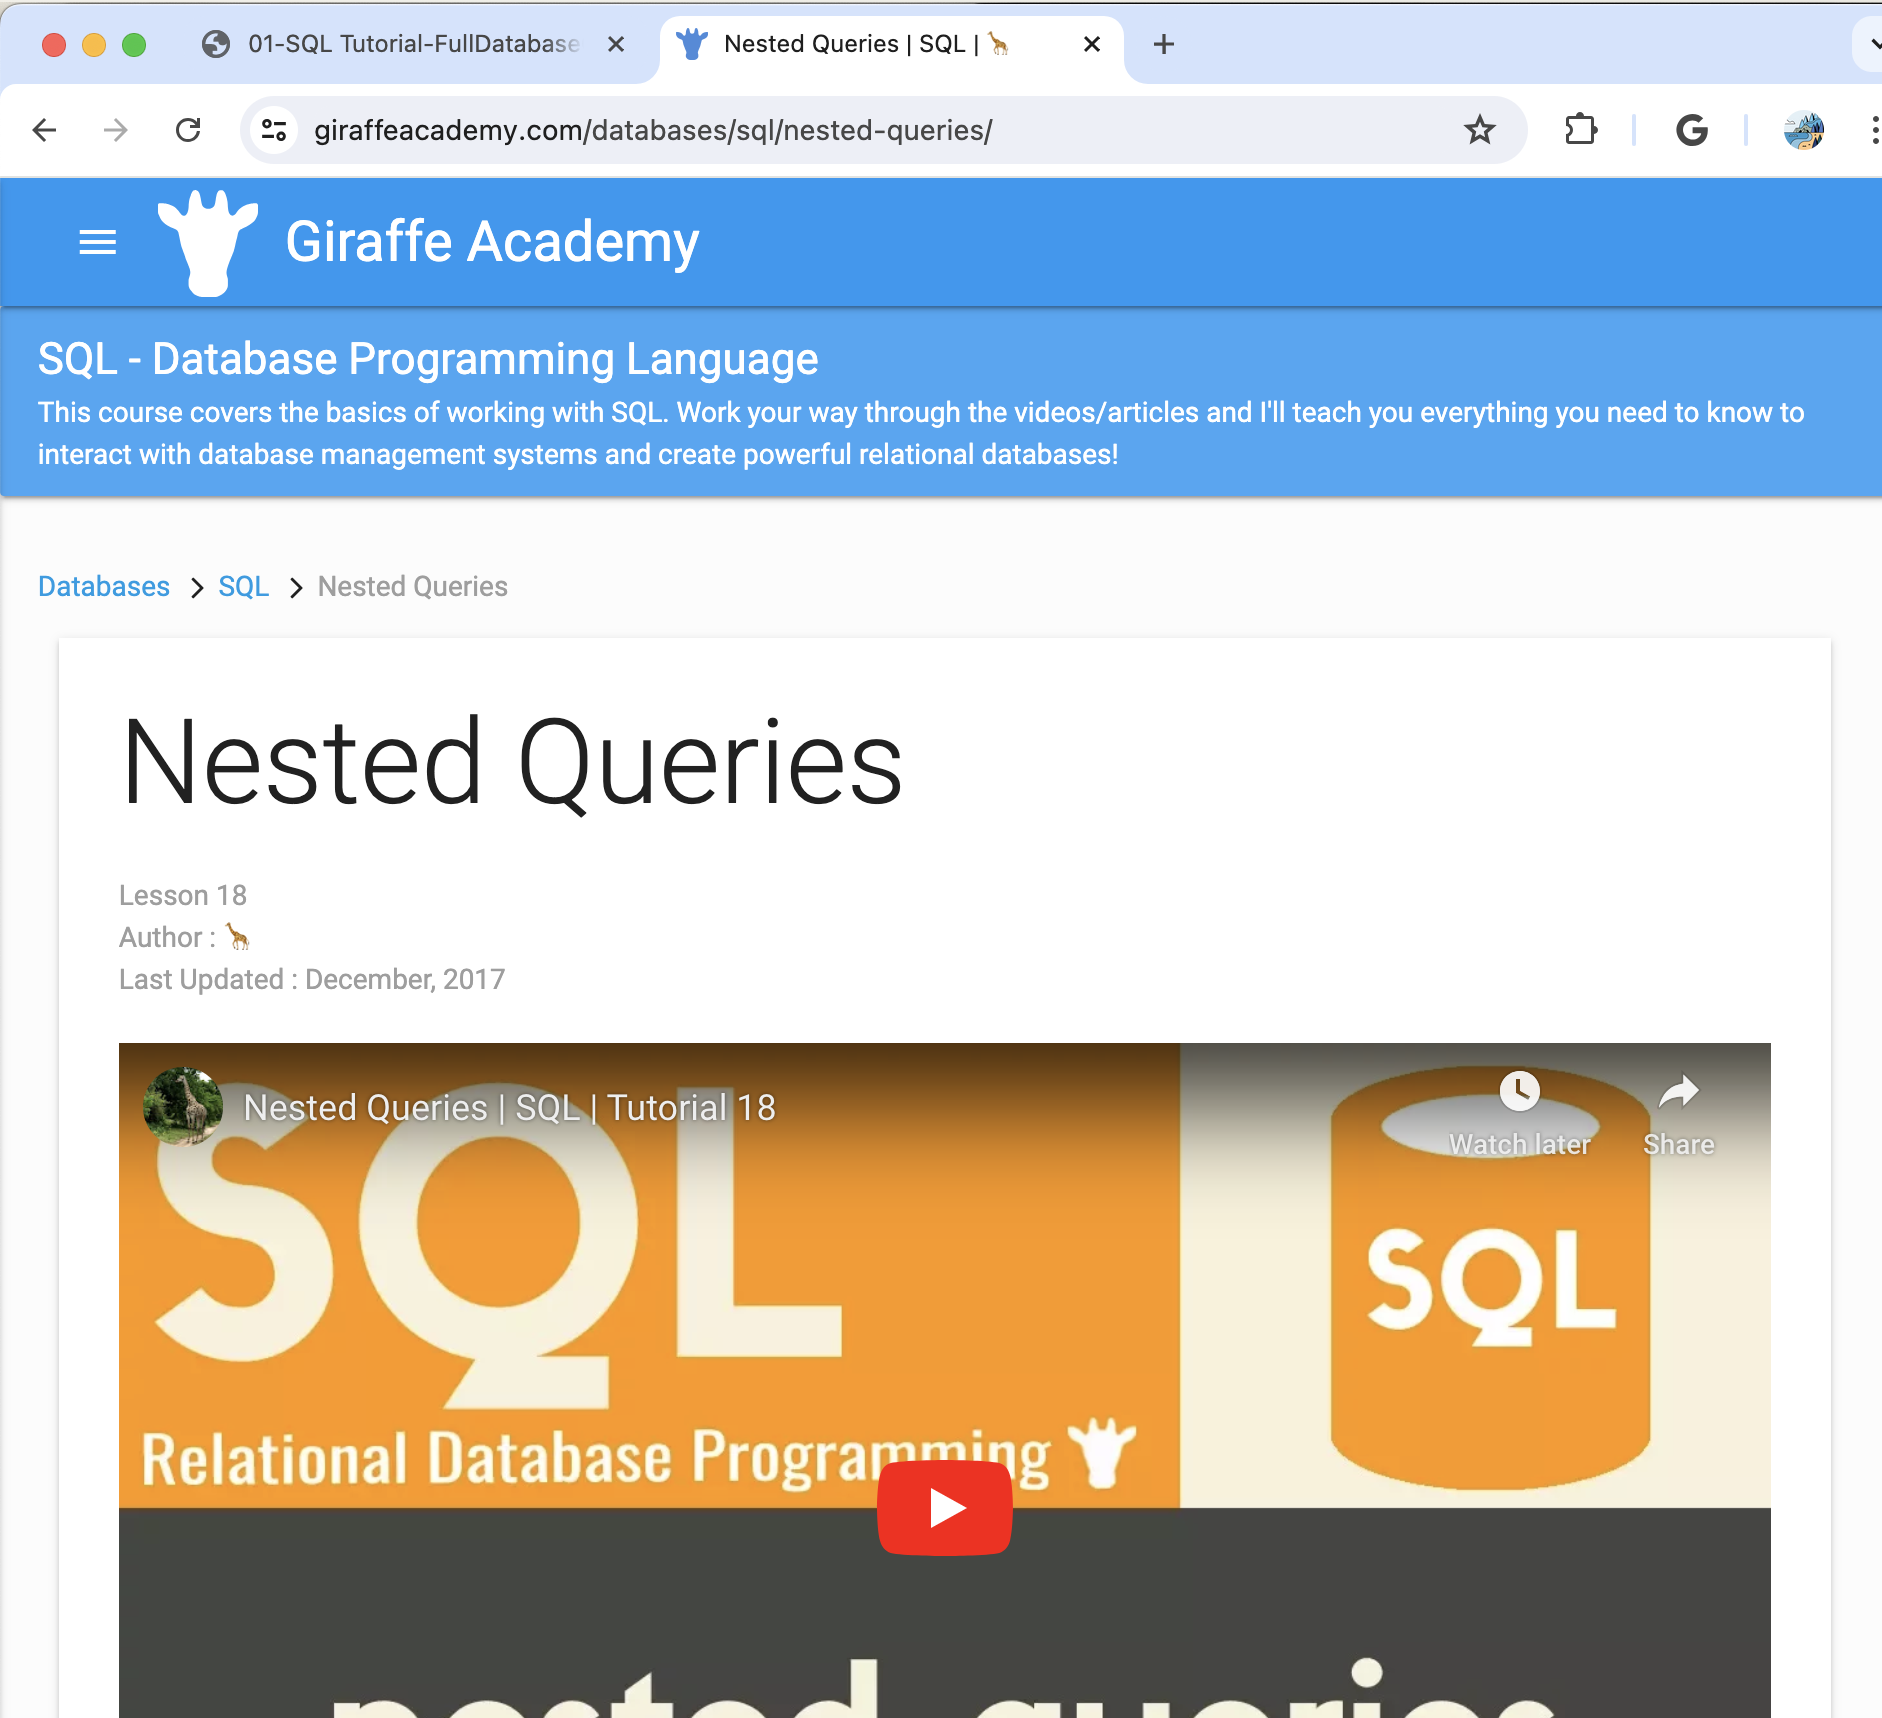 01-SQL Tutorial-FullDatabase
Nested Queries | SQL | 🦒
giraffeacademy.com/databases/sql/nested-queries/
Giraffe Academy
SQL - Database Programming Language
This course covers the basics of working with SQL. Work your way through the videos/articles and I'll teach you everything you need to know to
interact with database management systems and create powerful relational databases!
Databases > SQL > Nested Queries
Nested Queries
Lesson 18
Author : 🦒
Last Updated : December, 2017
Nested Queries | SQL | Tutorial 18
Watch later
Share
SQL
SQL
Relational Database Programming
nested queries